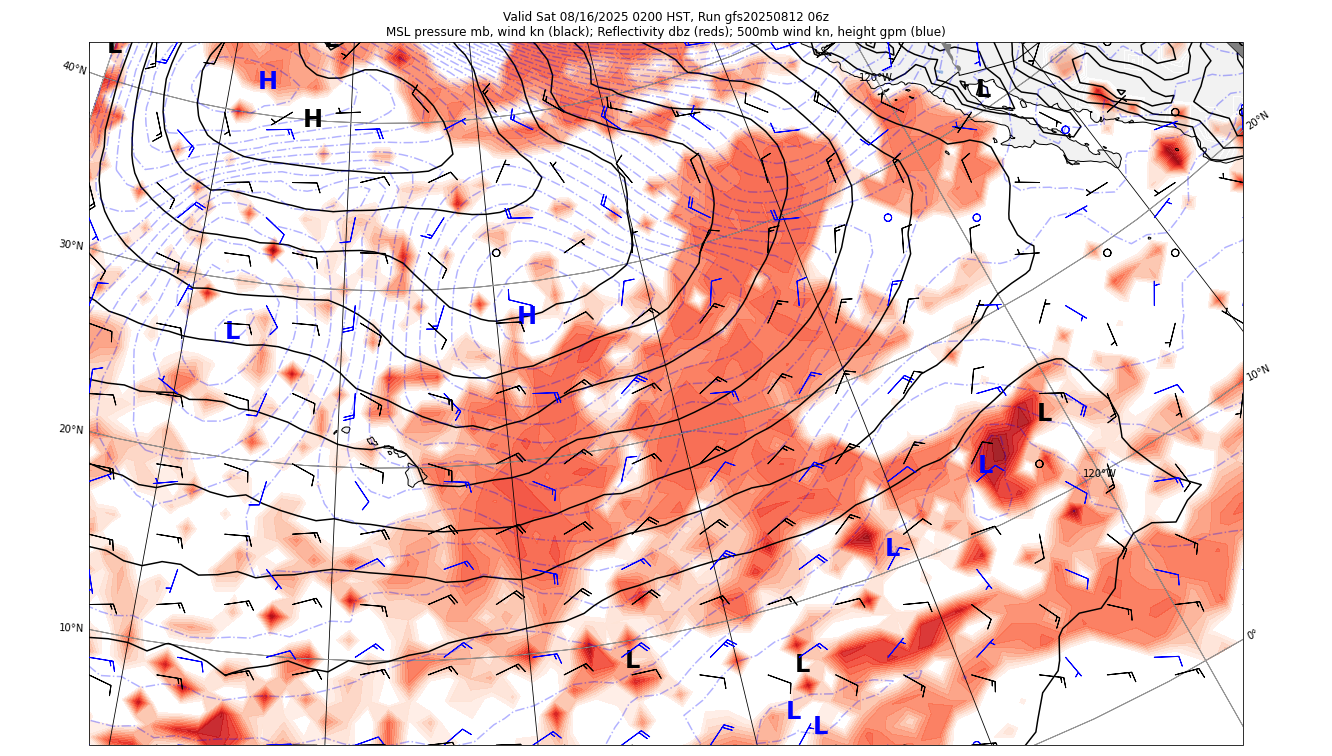 Valid Sat 08/16/2025 0200 HST, Run gfs20250812 06z
MSL pressure mb, wind kn (black); Reflectivity dbz (reds); 500mb wind kn, height gpm (blue)
L
40°N
H
H
120°W
L
20°N
30°N
L
H
10°N
20°N
L
L
120°W
L
10°N
0°
L
L
L
L